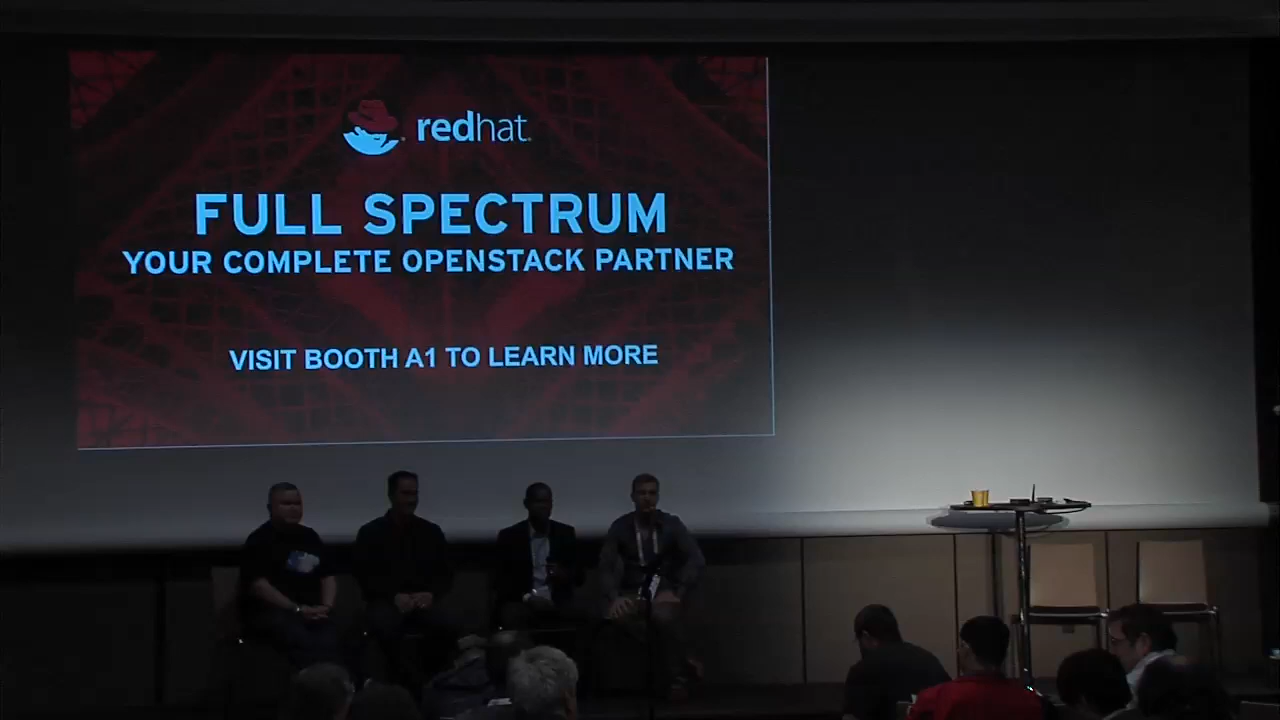 redhat.
FULL SPECTRUM
YOUR COMPLETE OPENSTACK PARTNER
VISIT BOOTH A1 TO LEARN MORE